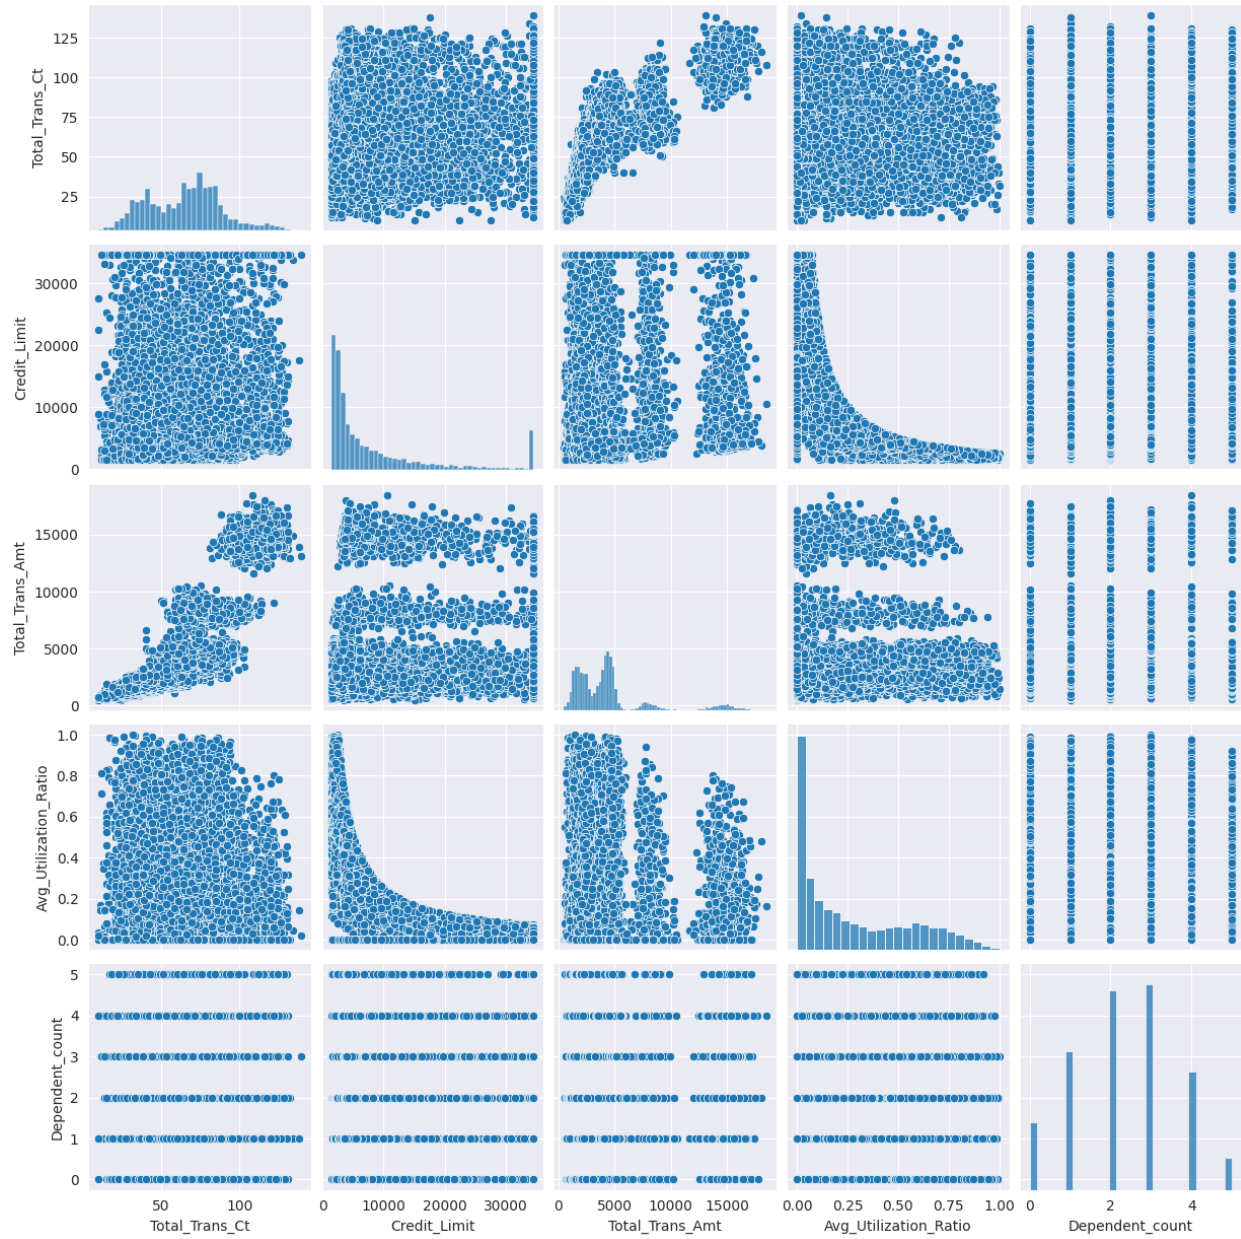 Total_Trans_Ct
125
100
75
50
25
Credit_Limit
30000
20000
10000
0
Total_Trans_Amt
15000
10000
5000
0
Avg_Utilization_Ratio
1.0
0.8
0.6
0.4
0.2
0.0
Dependent_count
5
4
3
2
1
0
50 100
0 10000 20000 30000
0 5000 10000 15000
0.00 0.25 0.50 0.75 1.00
0 2 4
Total_Trans_Ct
Credit_Limit
Total_Trans_Amt
Avg_Utilization_Ratio
Dependent_count